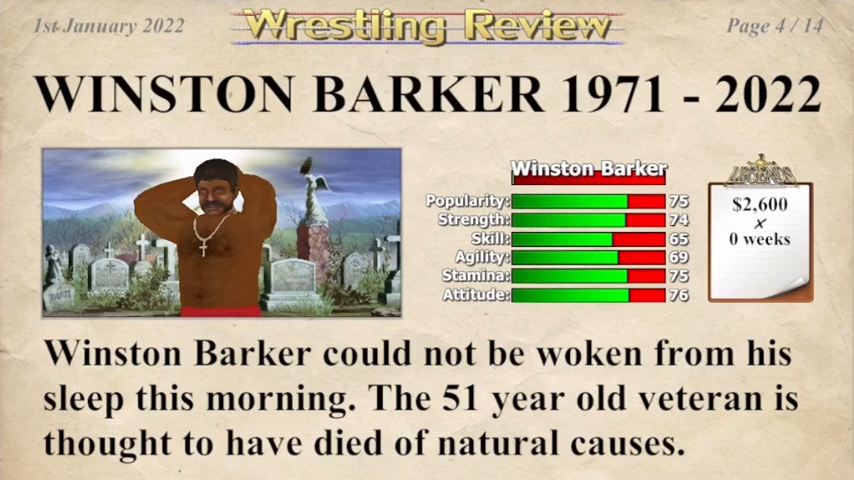 1st January 2022
Wrestling Review
Page 4 / 14
WINSTON BARKER 1971 - 2022
Winston Barker
Popularity: 75
Strength: 74
Skill: 65
Agility: 69
Stamina: 75
Attitude: 76
LEGENDS
$2,600
x
0 weeks
Winston Barker could not be woken from his
sleep this morning. The 51 year old veteran is
thought to have died of natural causes.